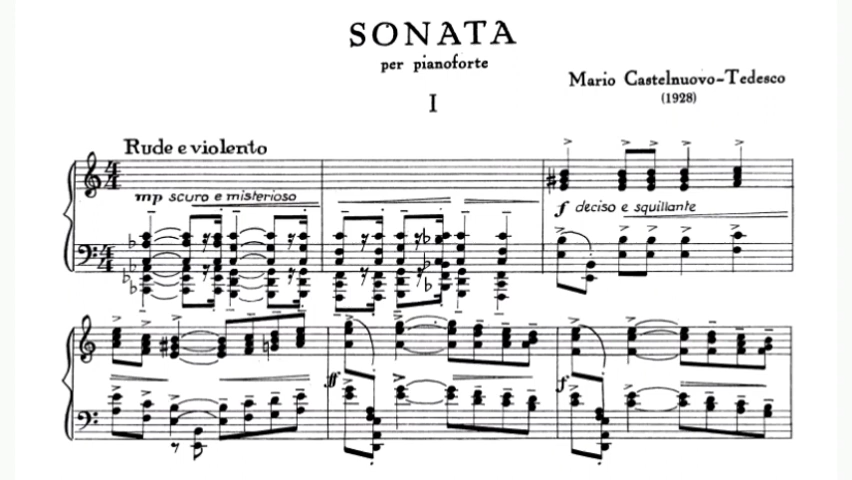 SONATA
per pianoforte
Mario Castelnuovo-Tedesco
(1928)
I
Rude e violento
mp scuro e misterioso
f deciso e squillante
ff
f